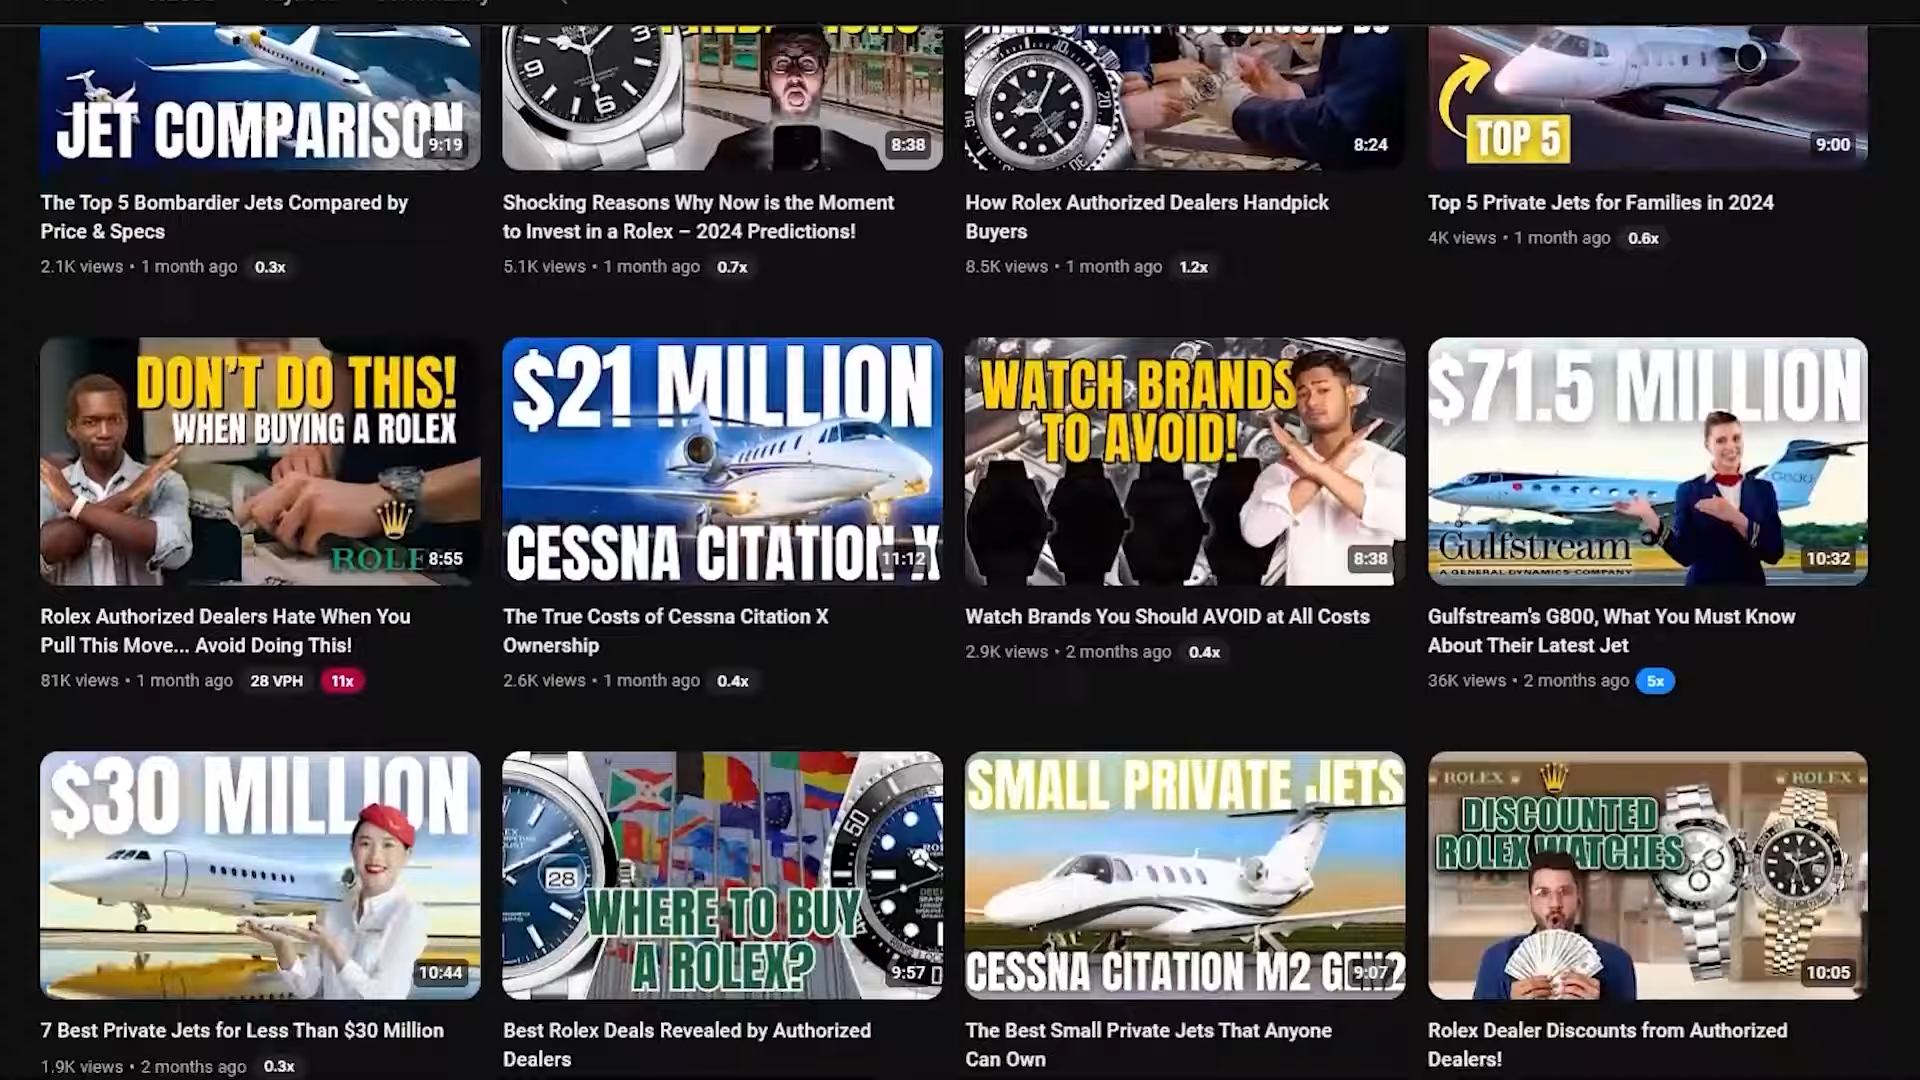 JET COMPARISON
9:19
8:38
8:24
TOP 5
9:00
The Top 5 Bombardier Jets Compared by
Price & Specs
2.1K views • 1 month ago 0.3x
Shocking Reasons Why Now is the Moment
to Invest in a Rolex – 2024 Predictions!
5.1K views • 1 month ago 0.7x
How Rolex Authorized Dealers Handpick
Buyers
8.5K views • 1 month ago 1.2x
Top 5 Private Jets for Families in 2024
4K views • 1 month ago 0.6x
DON'T DO THIS!
WHEN BUYING A ROLEX
8:55
$21 MILLION
CESSNA CITATION X
11:12
WATCH BRANDS
TO AVOID!
8:38
$71.5 MILLION
G800
Gulfstream
A GENERAL DYNAMICS COMPANY
10:32
Rolex Authorized Dealers Hate When You
Pull This Move... Avoid Doing This!
81K views • 1 month ago 28 VPH 11x
The True Costs of Cessna Citation X
Ownership
2.6K views • 1 month ago 0.4x
Watch Brands You Should AVOID at All Costs
2.9K views • 2 months ago 0.4x
Gulfstream's G800, What You Must Know
About Their Latest Jet
36K views • 2 months ago 5x
$30 MILLION
10:44
28
50
WHERE TO BUY
A ROLEX?
9:57
SMALL PRIVATE JETS
CESSNA CITATION M2 GEN2
9:07
ROLEX
ROLEX
DISCOUNTED
ROLEX WATCHES
10:05
7 Best Private Jets for Less Than $30 Million
1.9K views • 2 months ago 0.3x
Best Rolex Deals Revealed by Authorized
Dealers
The Best Small Private Jets That Anyone
Can Own
Rolex Dealer Discounts from Authorized
Dealers!